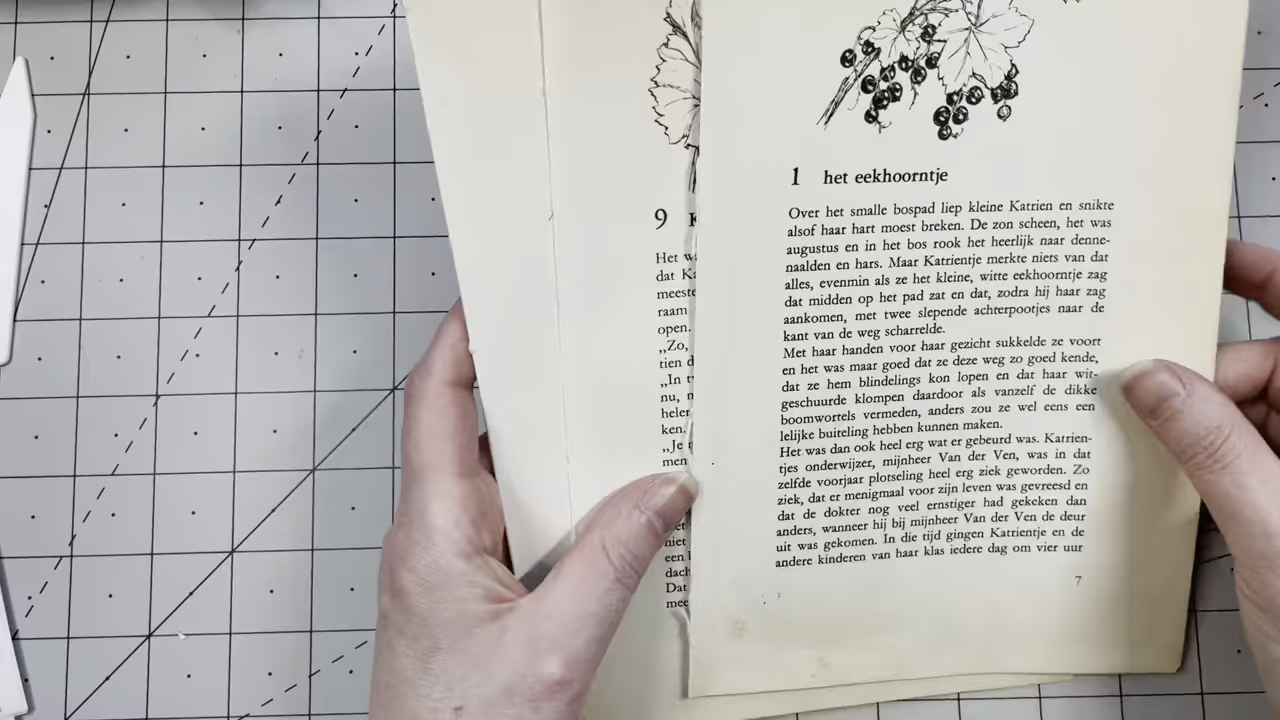 9
Het
dat
meeste
raam
open.
„Zo,
tien
„In
nu,
helen
ken.
„Je
men
niet
een
dach
Dat
mee
1 het eekhoorntje
Over het smalle bospad liep kleine Katrien en snikte
alsof haar hart moest breken. De zon scheen, het was
augustus en in het bos rook het heerlijk naar denne-
naalden en hars. Maar Katrientje merkte niets van dat
alles, evenmin als ze het kleine, witte eekhoorntje zag
dat midden op het pad zat en dat, zodra hij haar zag
aankomen, met twee slepende achterpootjes naar de
kant van de weg scharrelde.
Met haar handen voor haar gezicht sukkelde ze voort
en het was maar goed dat ze deze weg zo goed kende,
dat ze hem blindelings kon lopen en dat haar wit-
geschuurde klompen daardoor als vanzelf de dikke
boomwortels vermeden, anders zou ze wel eens een
lelijke buiteling hebben kunnen maken.
Het was dan ook heel erg wat er gebeurd was. Katrien-
tjes onderwijzer, mijnheer Van der Ven, was in dat
zelfde voorjaar plotseling heel erg ziek geworden. Zo
ziek, dat er menigmaal voor zijn leven was gevreesd en
dat de dokter nog veel ernstiger had gekeken dan
anders, wanneer hij bij mijnheer Van der Ven de deur
uit was gekomen. In die tijd gingen Katrientje en de
andere kinderen van haar klas iedere dag om vier uur
7